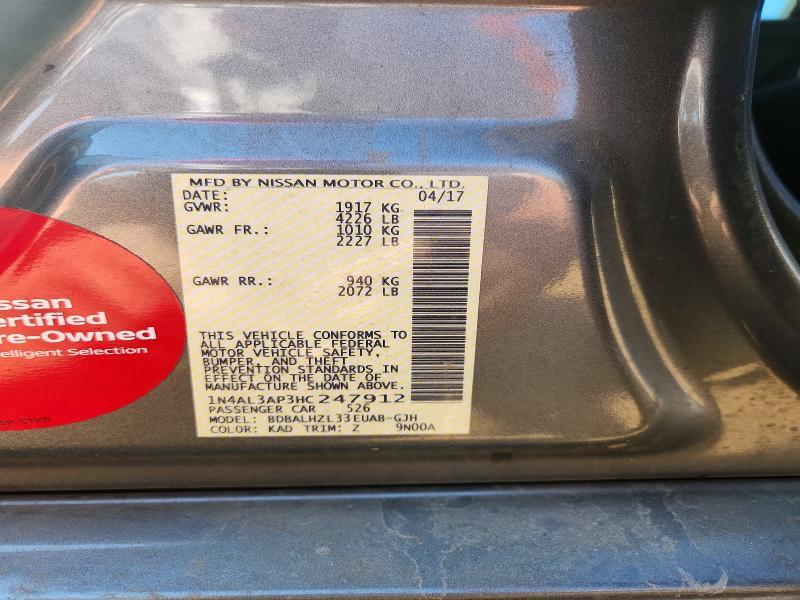 MFD BY NISSAN MOTOR CO., LTD.
DATE: 04/17
GVWR: 1917 KG
4226 LB
GAWR FR.: 1010 KG
2227 LB
GAWR RR.: 940 KG
2072 LB
THIS VEHICLE CONFORMS TO
ALL APPLICABLE FEDERAL
MOTOR VEHICLE SAFETY,
BUMPER, AND THEFT
PREVENTION STANDARDS IN
EFFECT ON THE DATE OF
MANUFACTURE SHOWN ABOVE.
1N4AL3AP3HC247912
PASSENGER CAR 526
MODEL: BDBALHZL33EUAB-GJH
COLOR: KAD TRIM: Z 9N00A
ssan
ertified
re-Owned
elligent Selection
SP-STKR